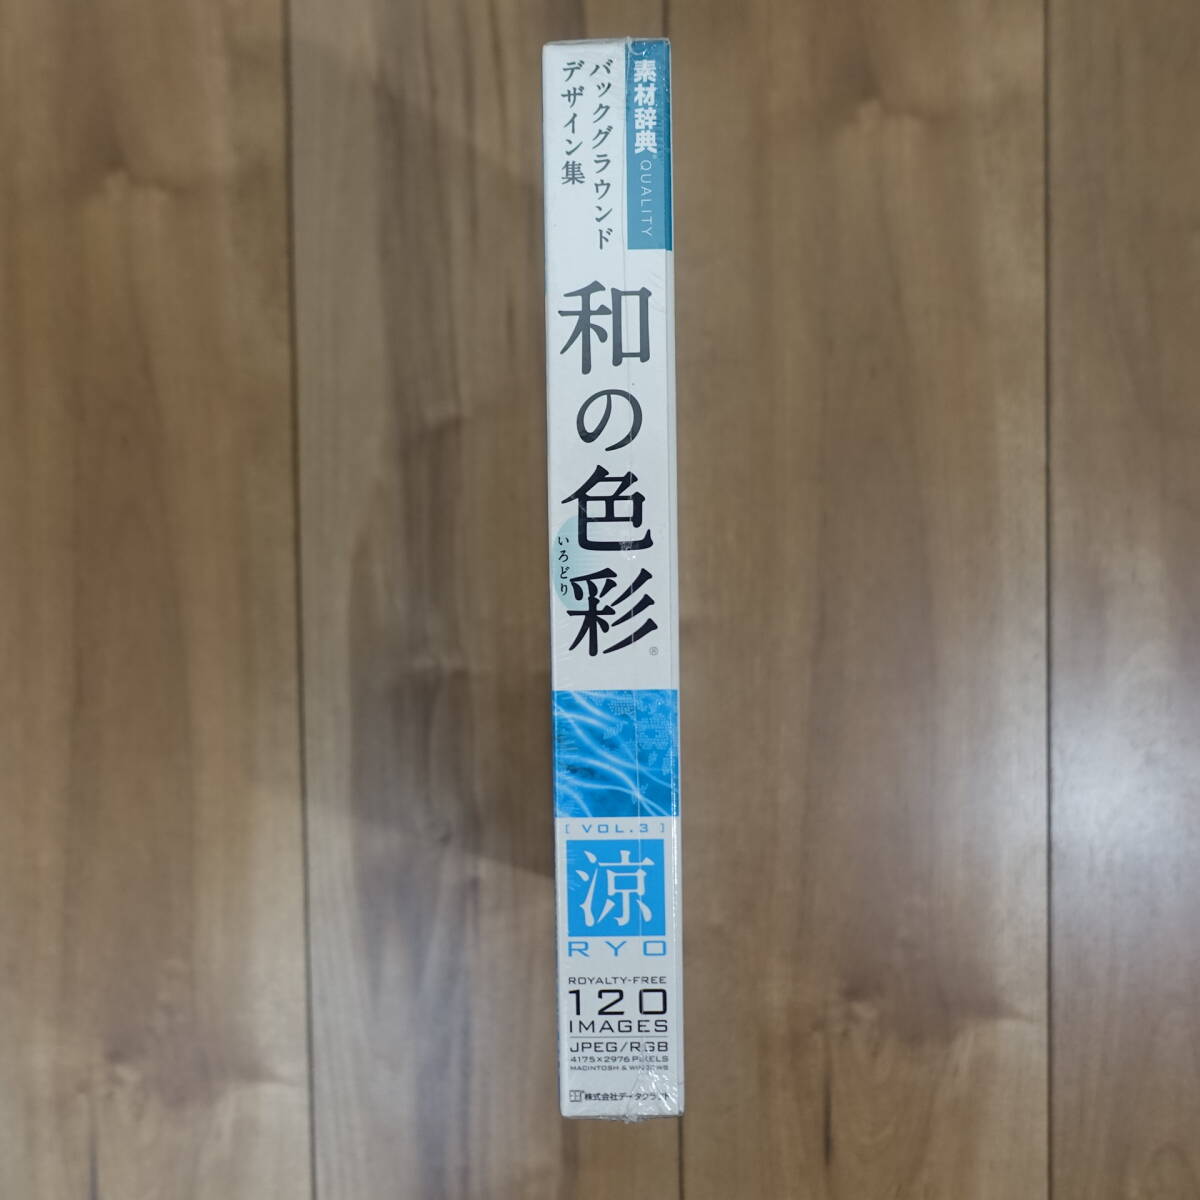 素材辞典® QUALITY
バックグラウンド
デザイン集
和の色彩®
いろどり
[ VOL.3 ]
涼
RYO
ROYALTY-FREE
120
IMAGES
JPEG/RGB
4175×2976 PIXELS
MACINTOSH & WINDOWS
株式会社データクラフト